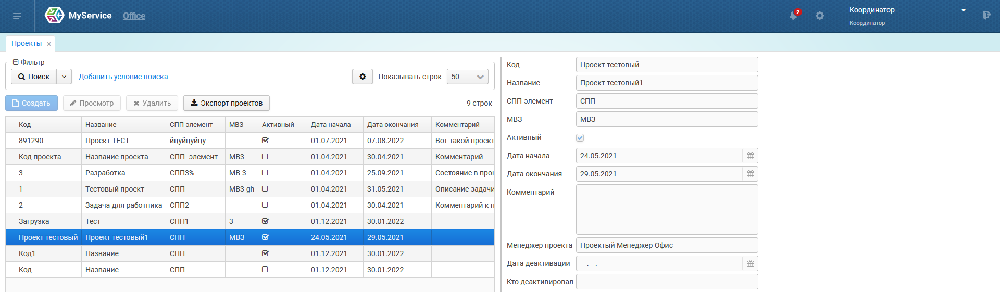 MyService Office
2
Координатор
Координатор
Проекты ×
Фильтр
Поиск Добавить условие поиска Показывать строк 50
Создать Просмотр Удалить Экспорт проектов 9 строк
Код Название СПП-элемент МВЗ Активный Дата начала Дата окончания Комментарий
891290 Проект ТЕСТ йцуйцуйцу 01.07.2021 07.08.2022 Вот такой проект
Код проекта Название проекта СПП -элемент МВЗ 01.04.2021 30.04.2021 Комментарий
3 Разработка СПП3% МВ-3 01.04.2021 25.09.2021 Состояние в
1 Тестовый проект СПП МВЗ-gh 01.04.2021 31.05.2021 Описание задачи
2 Задача для работника СПП2 01.04.2021 30.04.2021 Комментарий к
Загрузка Тест СПП1 3 01.12.2021 30.01.2022
Проект тестовый Проект тестовый1 СПП МВЗ 24.05.2021 29.05.2021
Код1 Название СПП 01.12.2021 30.01.2022
Код Название СПП 01.12.2021 30.01.2022
Код Проект тестовый
Название Проект тестовый1
СПП-элемент СПП
МВЗ МВЗ
Активный
Дата начала 24.05.2021
Дата окончания 29.05.2021
Комментарий
Менеджер проекта Проектый Менеджер Офис
Дата деактивации __.__.____
Кто деактивировал